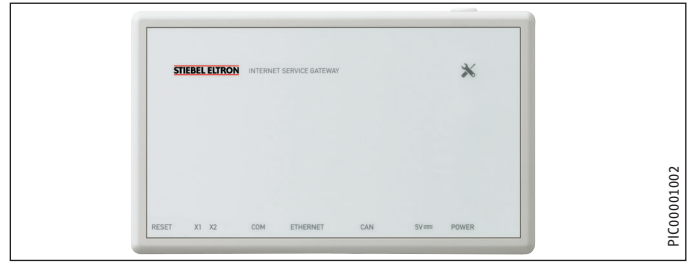 STIEBEL ELTRON INTERNET SERVICE GATEWAY
RESET X1 X2 COM ETHERNET CAN 5V POWER
PIC00001002